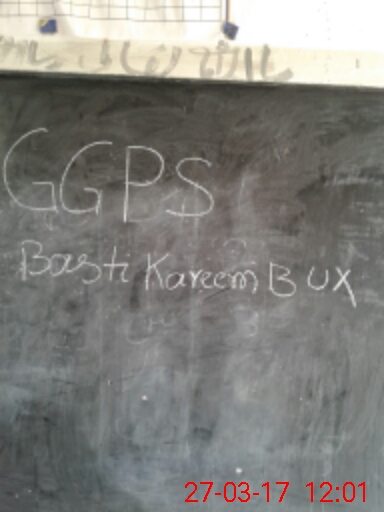 GGPS
Basti Kareem BUX
27-03-17 12:01